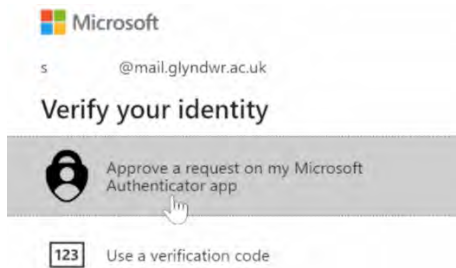 Microsoft
s @mail.glyndwr.ac.uk
Verify your identity
Approve a request on my Microsoft
Authenticator app
123 Use a verification code